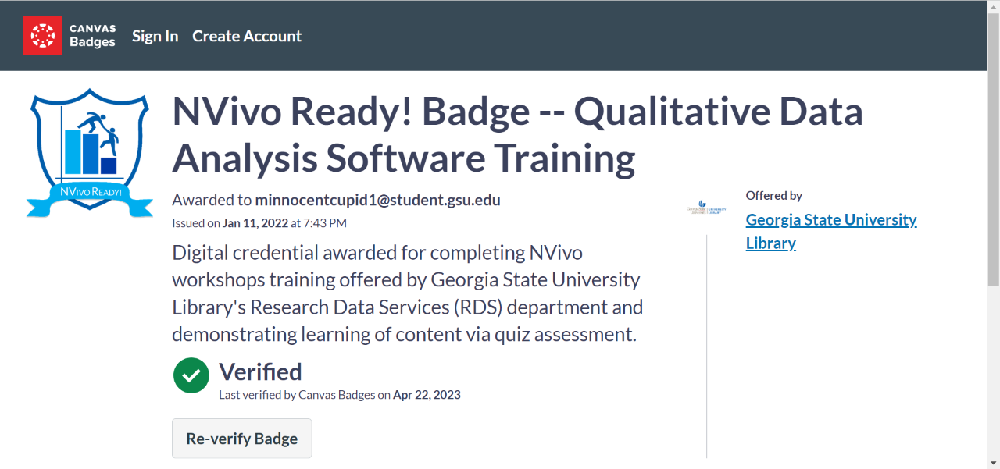 CANVAS
Badges
Sign In
Create Account
NVivo Ready! Badge -- Qualitative Data
Analysis Software Training
NVIVO READY!
Awarded to minnocentcupid1@student.gsu.edu
Issued on Jan 11, 2022 at 7:43 PM
Digital credential awarded for completing NVivo
workshops training offered by Georgia State University
Library's Research Data Services (RDS) department and
demonstrating learning of content via quiz assessment.
Verified
Last verified by Canvas Badges on Apr 22, 2023
Re-verify Badge
Offered by
Georgia State University
Library